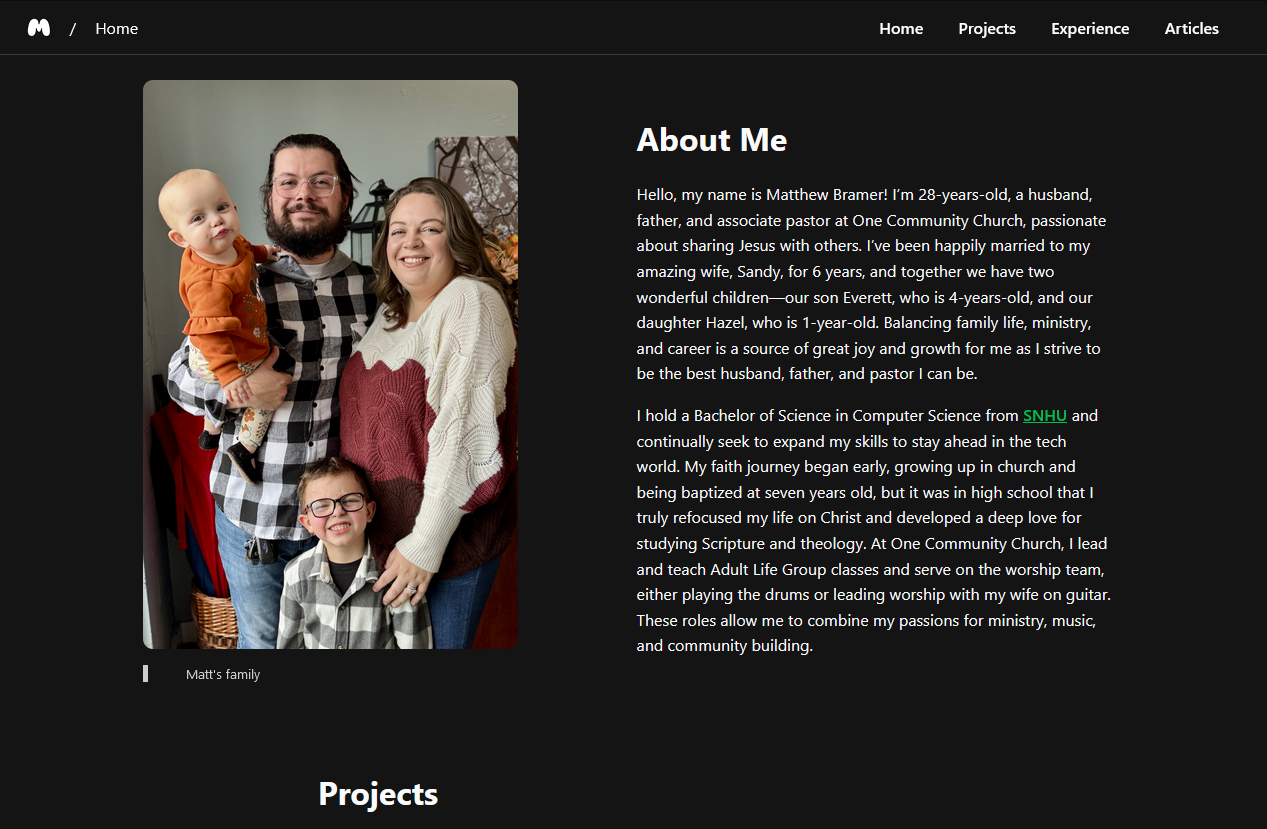 / Home
Home Projects Experience Articles
About Me
Hello, my name is Matthew Bramer! I’m 28-years-old, a husband,
father, and associate pastor at One Community Church, passionate
about sharing Jesus with others. I’ve been happily married to my
amazing wife, Sandy, for 6 years, and together we have two
wonderful children—our son Everett, who is 4-years-old, and our
daughter Hazel, who is 1-year-old. Balancing family life, ministry,
and career is a source of great joy and growth for me as I strive to
be the best husband, father, and pastor I can be.
I hold a Bachelor of Science in Computer Science from SNHU and
continually seek to expand my skills to stay ahead in the tech
world. My faith journey began early, growing up in church and
being baptized at seven years old, but it was in high school that I
truly refocused my life on Christ and developed a deep love for
studying Scripture and theology. At One Community Church, I lead
and teach Adult Life Group classes and serve on the worship team,
either playing the drums or leading worship with my wife on guitar.
These roles allow me to combine my passions for ministry, music,
and community building.
Matt's family
Projects